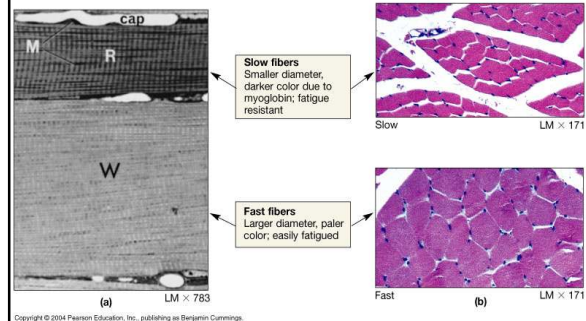 cap
M
R
W
LM × 783
(a)
Slow fibers
Smaller diameter,
darker color due to
myoglobin; fatigue
resistant
Fast fibers
Larger diameter, paler
color; easily fatigued
Slow
LM × 171
Fast
LM × 171
(b)
Copyright © 2004 Pearson Education, Inc., publishing as Benjamin Cummings.